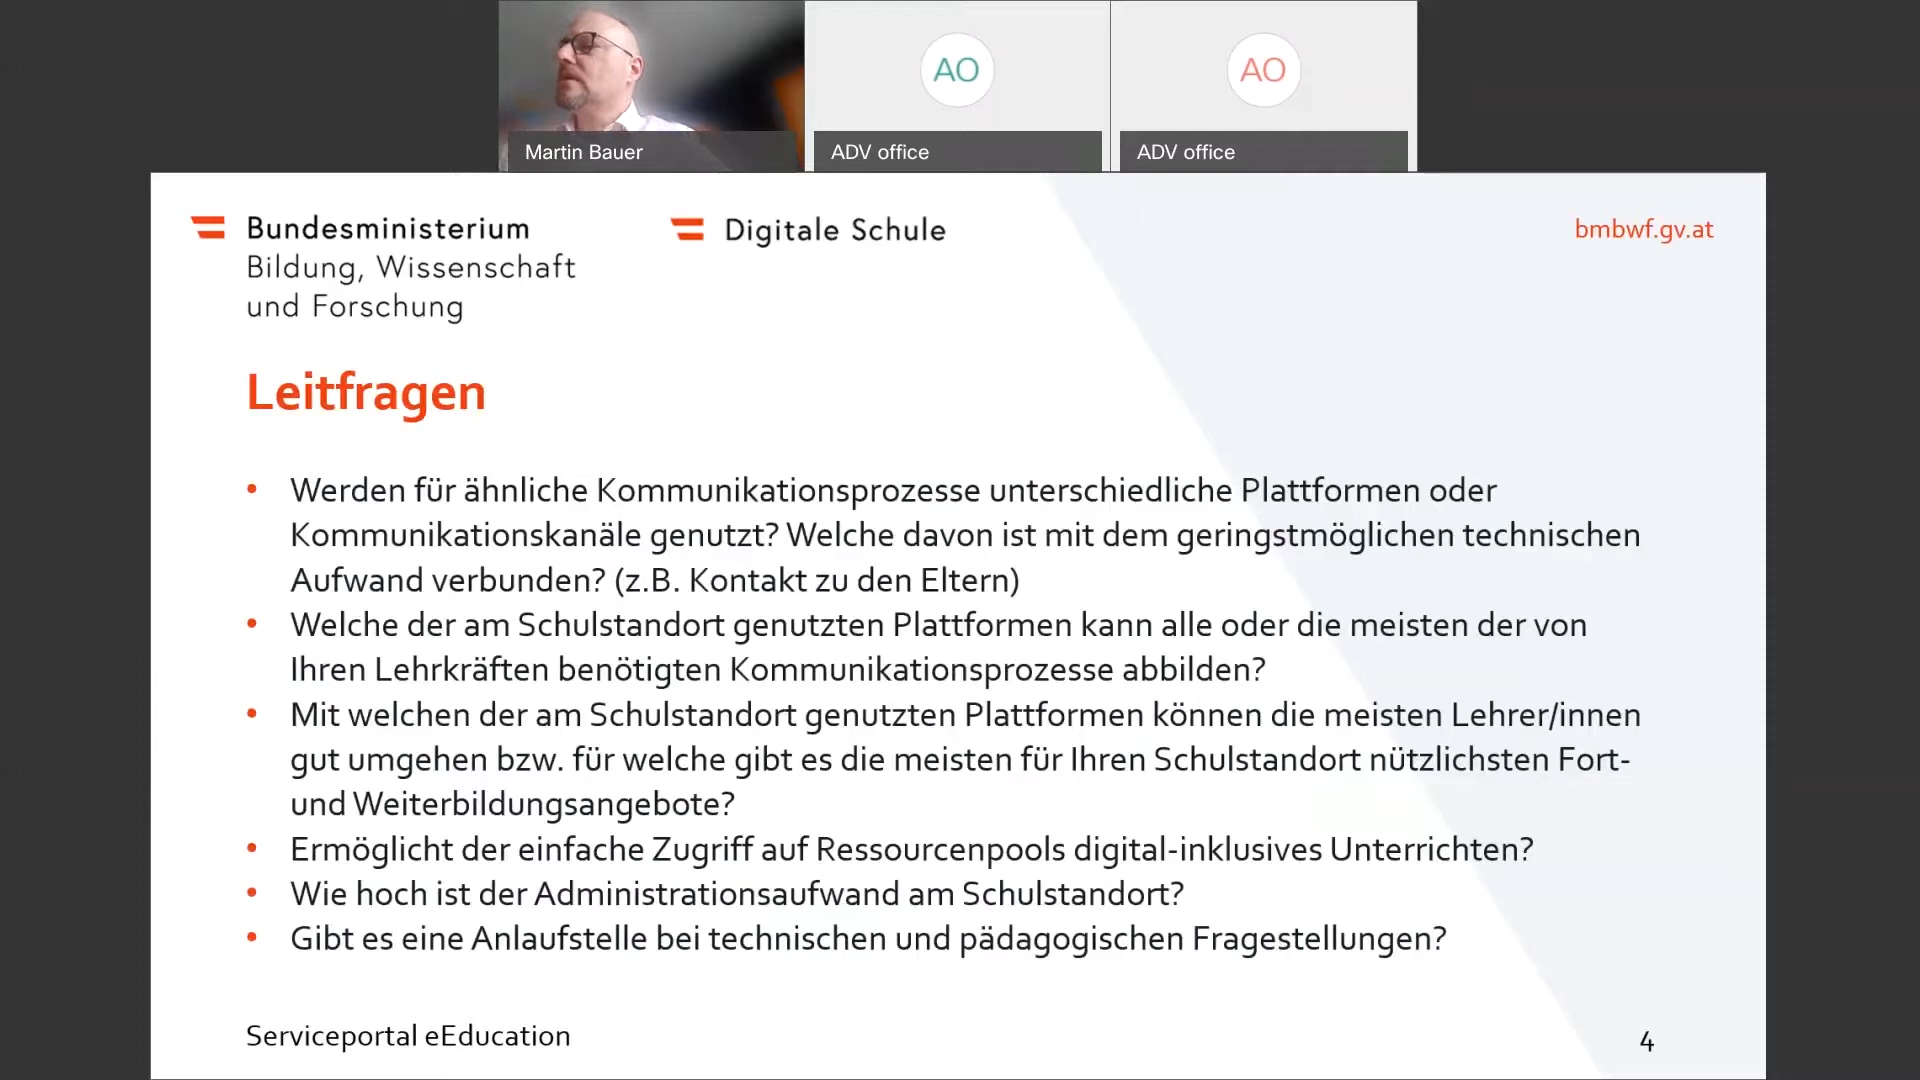 AO
AO
Martin Bauer
ADV office
ADV office
Bundesministerium
Bildung, Wissenschaft
und Forschung
Digitale Schule
bmbwf.gv.at
Leitfragen
• Werden für ähnliche Kommunikationsprozesse unterschiedliche Plattformen oder
Kommunikationskanäle genutzt? Welche davon ist mit dem geringstmöglichen technischen
Aufwand verbunden? (z.B. Kontakt zu den Eltern)
• Welche der am Schulstandort genutzten Plattformen kann alle oder die meisten der von
Ihren Lehrkräften benötigten Kommunikationsprozesse abbilden?
• Mit welchen der am Schulstandort genutzten Plattformen können die meisten Lehrer/innen
gut umgehen bzw. für welche gibt es die meisten für Ihren Schulstandort nützlichsten Fort-
und Weiterbildungsangebote?
• Ermöglicht der einfache Zugriff auf Ressourcenpools digital-inklusives Unterrichten?
• Wie hoch ist der Administrationsaufwand am Schulstandort?
• Gibt es eine Anlaufstelle bei technischen und pädagogischen Fragestellungen?
Serviceportal eEducation
4